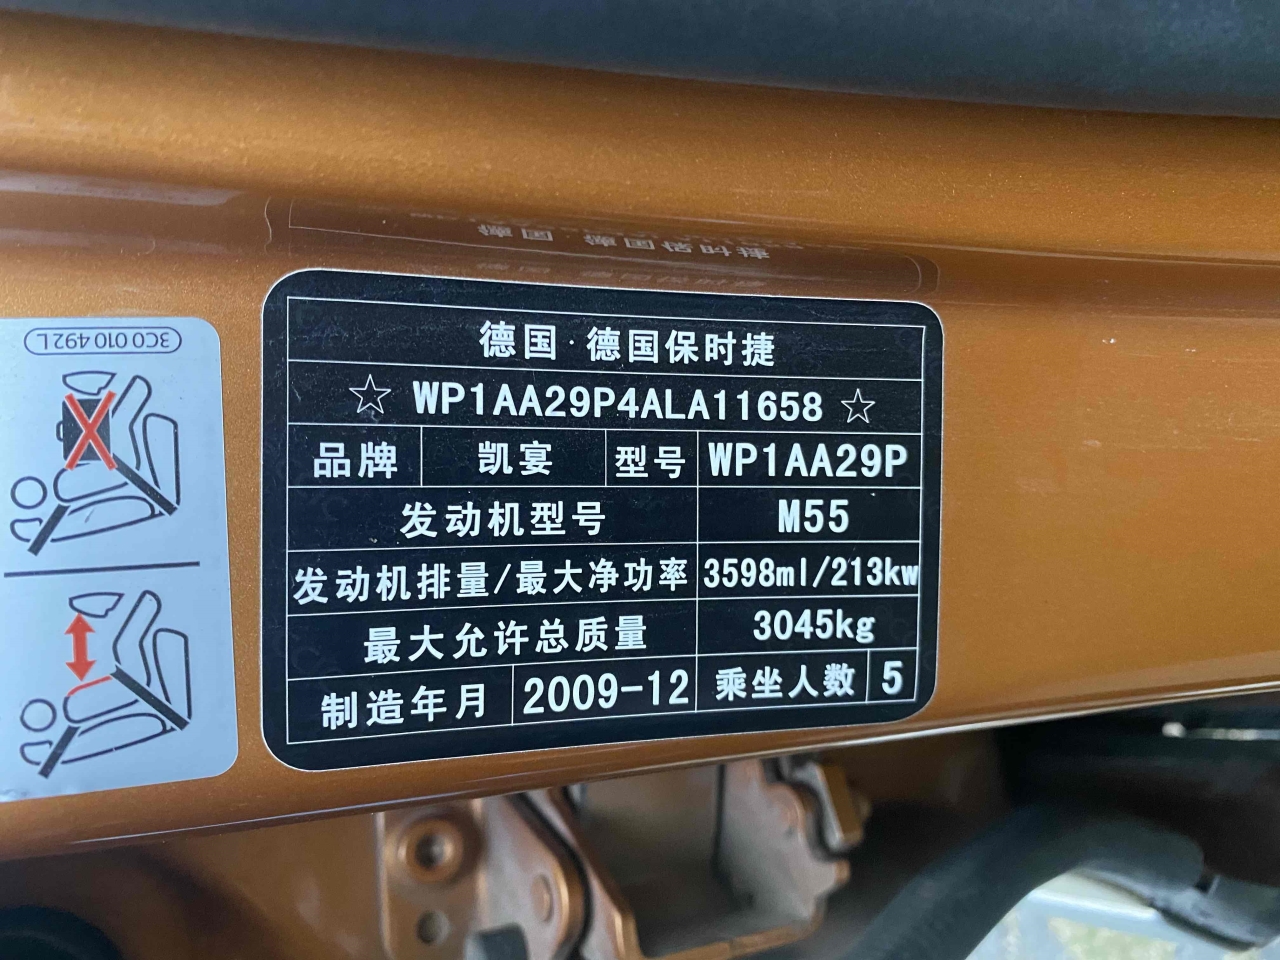 3C0 010 492 L
德国·德国保时捷
☆ WP1AA29P4ALA11658 ☆
品牌 凯宴 型号 WP1AA29P
发动机型号 M55
发动机排量/最大净功率 3598ml/213kw
最大允许总质量 3045kg
制造年月 2009-12 乘坐人数 5